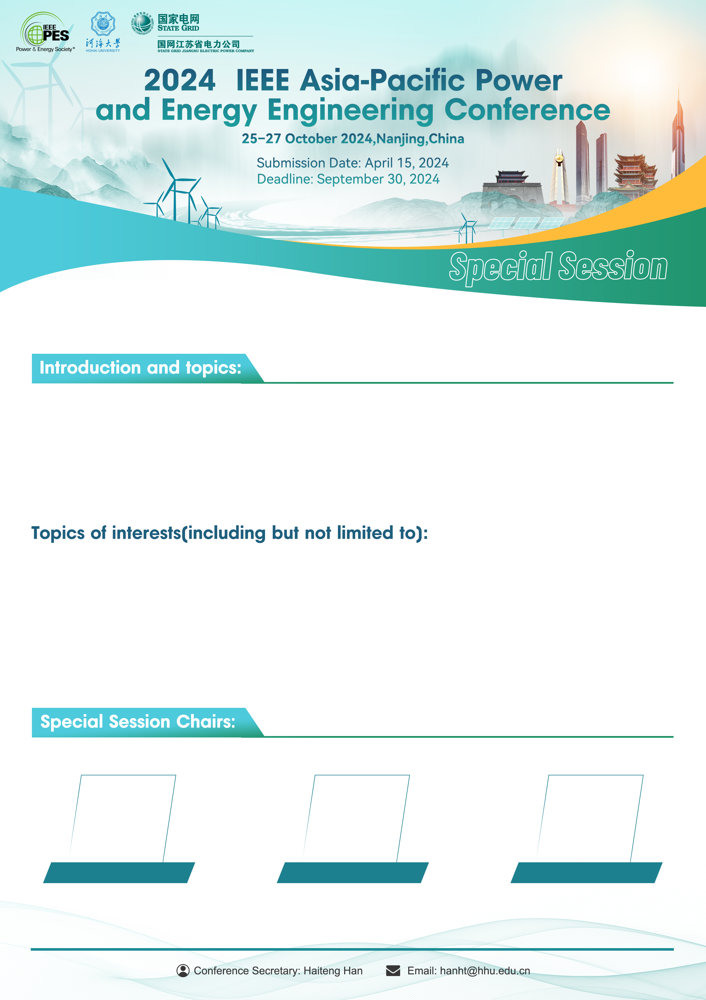 IEEE
PES
Power & Energy Society®
河海大學
HOHAI UNIVERSITY
国家电网
STATE GRID
国网江苏省电力公司
STATE GRID JIANGSU ELECTRIC POWER COMPANY
2024 IEEE Asia-Pacific Power
and Energy Engineering Conference
25–27 October 2024,Nanjing,China
Submission Date: April 15, 2024
Deadline: September 30, 2024
Special Session
Introduction and topics:
Topics of interests(including but not limited to):
Special Session Chairs:
Conference Secretary: Haiteng Han
Email: hanht@hhu.edu.cn